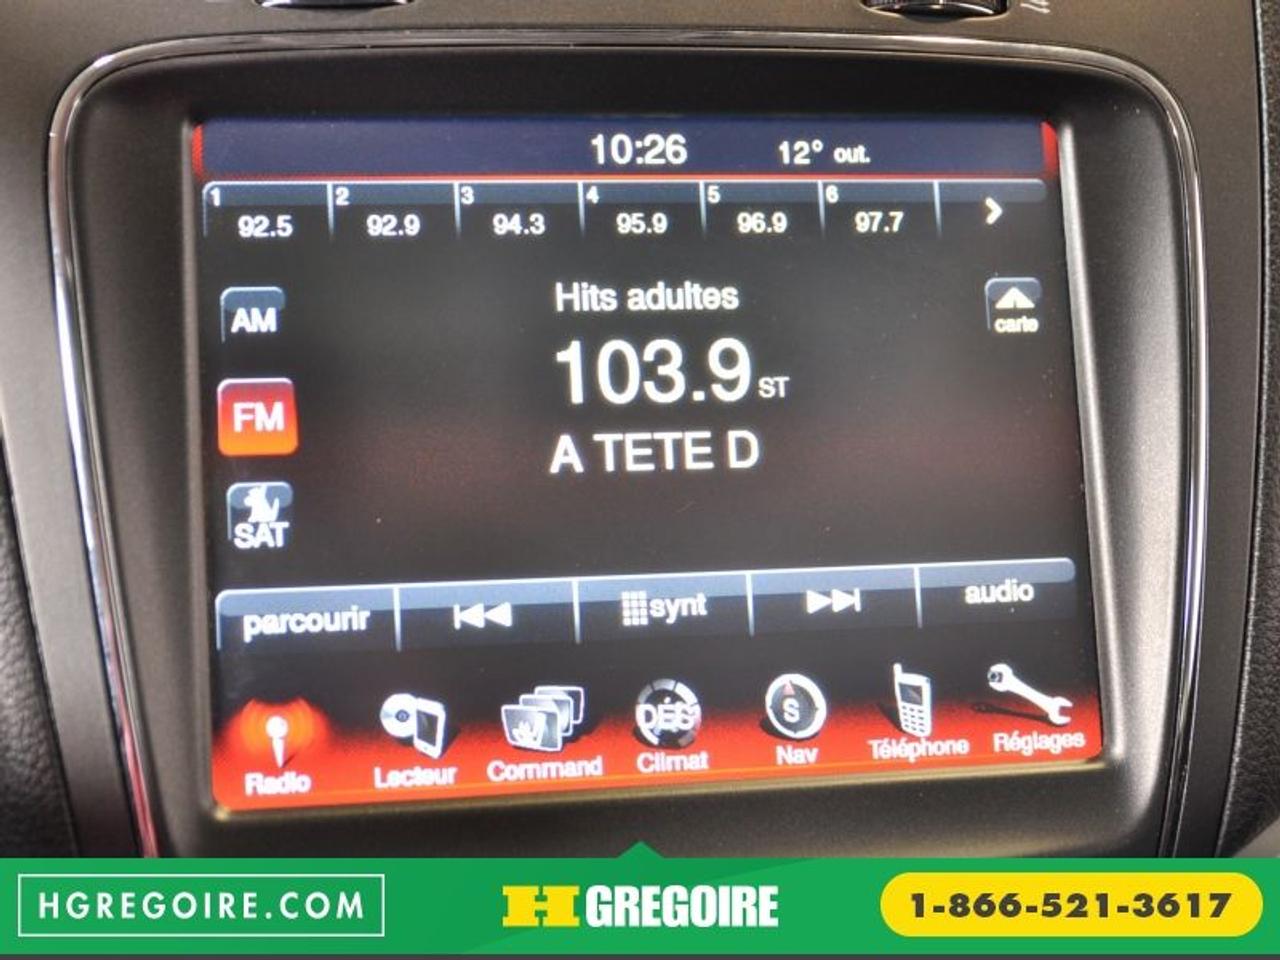 10:26 12° out.
1 2 3 4 5 6
92.5 92.9 94.3 95.9 96.9 97.7
Hits adultes
AM
carte
103.9 ST
FM
A TETE D
SAT
parcourir synt audio
DÉS S
Radio Lecteur Command Climat Nav Téléphone Réglages
HGREGOIRE.COM H GREGOIRE 1-866-521-3617